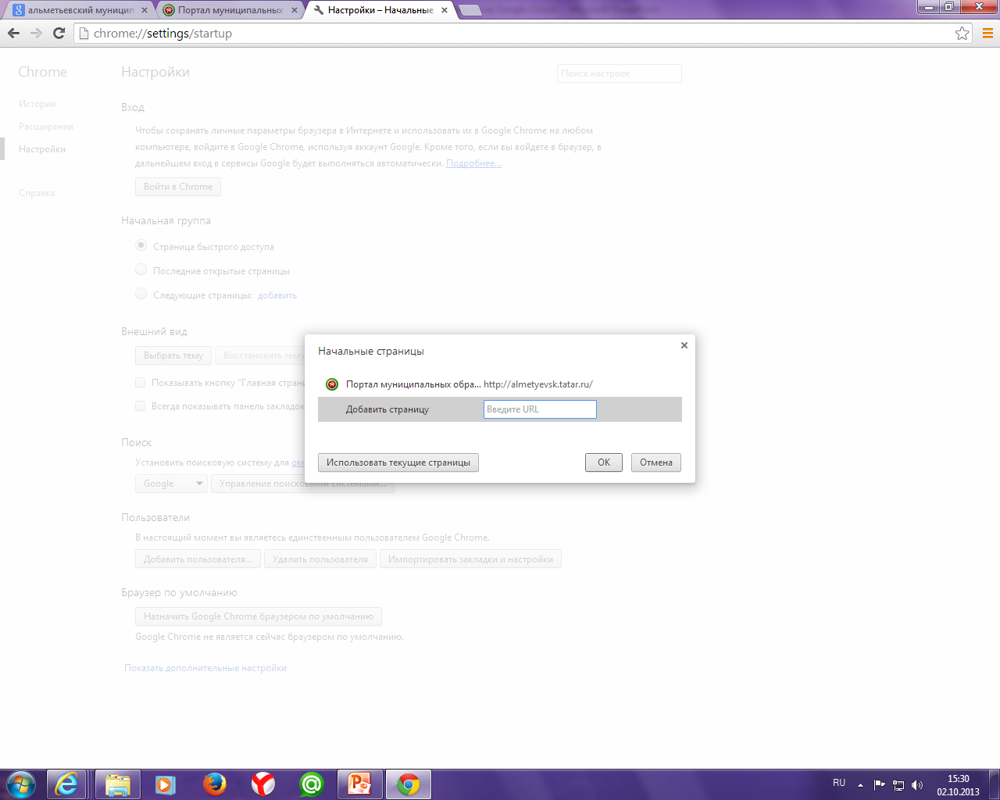 альметьевский муницип
Портал муниципальных
Настройки – Начальные
chrome://settings/startup
Chrome
Настройки
Поиск настроек
История
Расширения
Настройки
Справка
Вход
Чтобы сохранять личные параметры браузера в Интернете и использовать их в Google Chrome на любом
компьютере, войдите в Google Chrome, используя аккаунт Google. Кроме того, если вы войдете в браузер, в
дальнейшем вход в сервисы Google будет выполняться автоматически. Подробнее...
Войти в Chrome
Начальная группа
Страница быстрого доступа
Последние открытые страницы
Следующие страницы: добавить
Внешний вид
Выбрать тему
Восстановить тему
Показывать кнопку "Главная страни
Всегда показывать панель закладок
Начальные страницы
Портал муниципальных обра... http://almetyevsk.tatar.ru/
Добавить страницу
Введите URL
Использовать текущие страницы
ОК
Отмена
Поиск
Установить поисковую систему для ом
Google
Управление поисковыми системами...
Пользователи
В настоящий момент вы являетесь единственным пользователем Google Chrome.
Добавить пользователя...
Удалить пользователя
Импортировать закладки и настройки
Браузер по умолчанию
Назначить Google Chrome браузером по умолчанию
Google Chrome не является сейчас браузером по умолчанию.
Показать дополнительные настройки
RU
15:30
02.10.2013